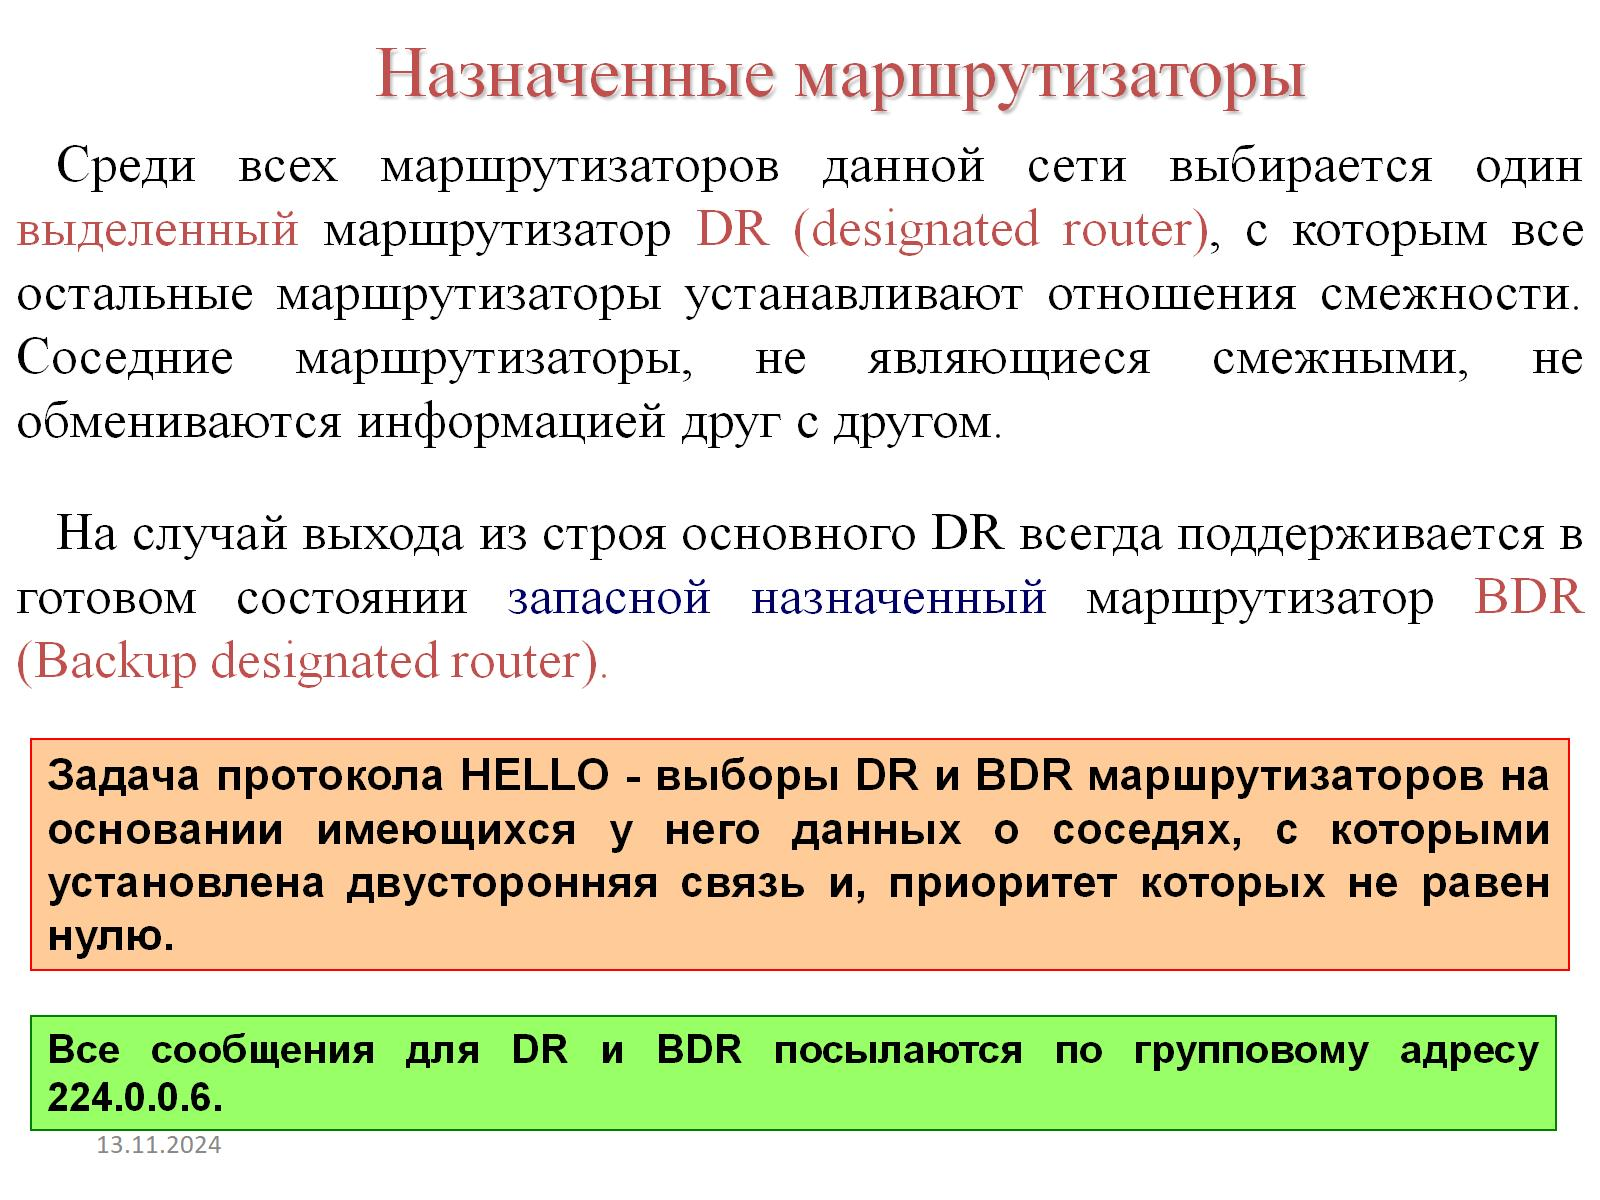 Назначенные маршрутизаторы
Среди всех маршрутизаторов данной сети выбирается один
выделенный маршрутизатор DR (designated router), с которым все
остальные маршрутизаторы устанавливают отношения смежности.
Соседние маршрутизаторы, не являющиеся смежными, не
обмениваются информацией друг с другом.
На случай выхода из строя основного DR всегда поддерживается в
готовом состоянии запасной назначенный маршрутизатор BDR
(Backup designated router).
Задача протокола HELLO - выборы DR и BDR маршрутизаторов на
основании имеющихся у него данных о соседях, с которыми
установлена двусторонняя связь и, приоритет которых не равен
нулю.
Все сообщения для DR и BDR посылаются по групповому адресу
224.0.0.6.
13.11.2024